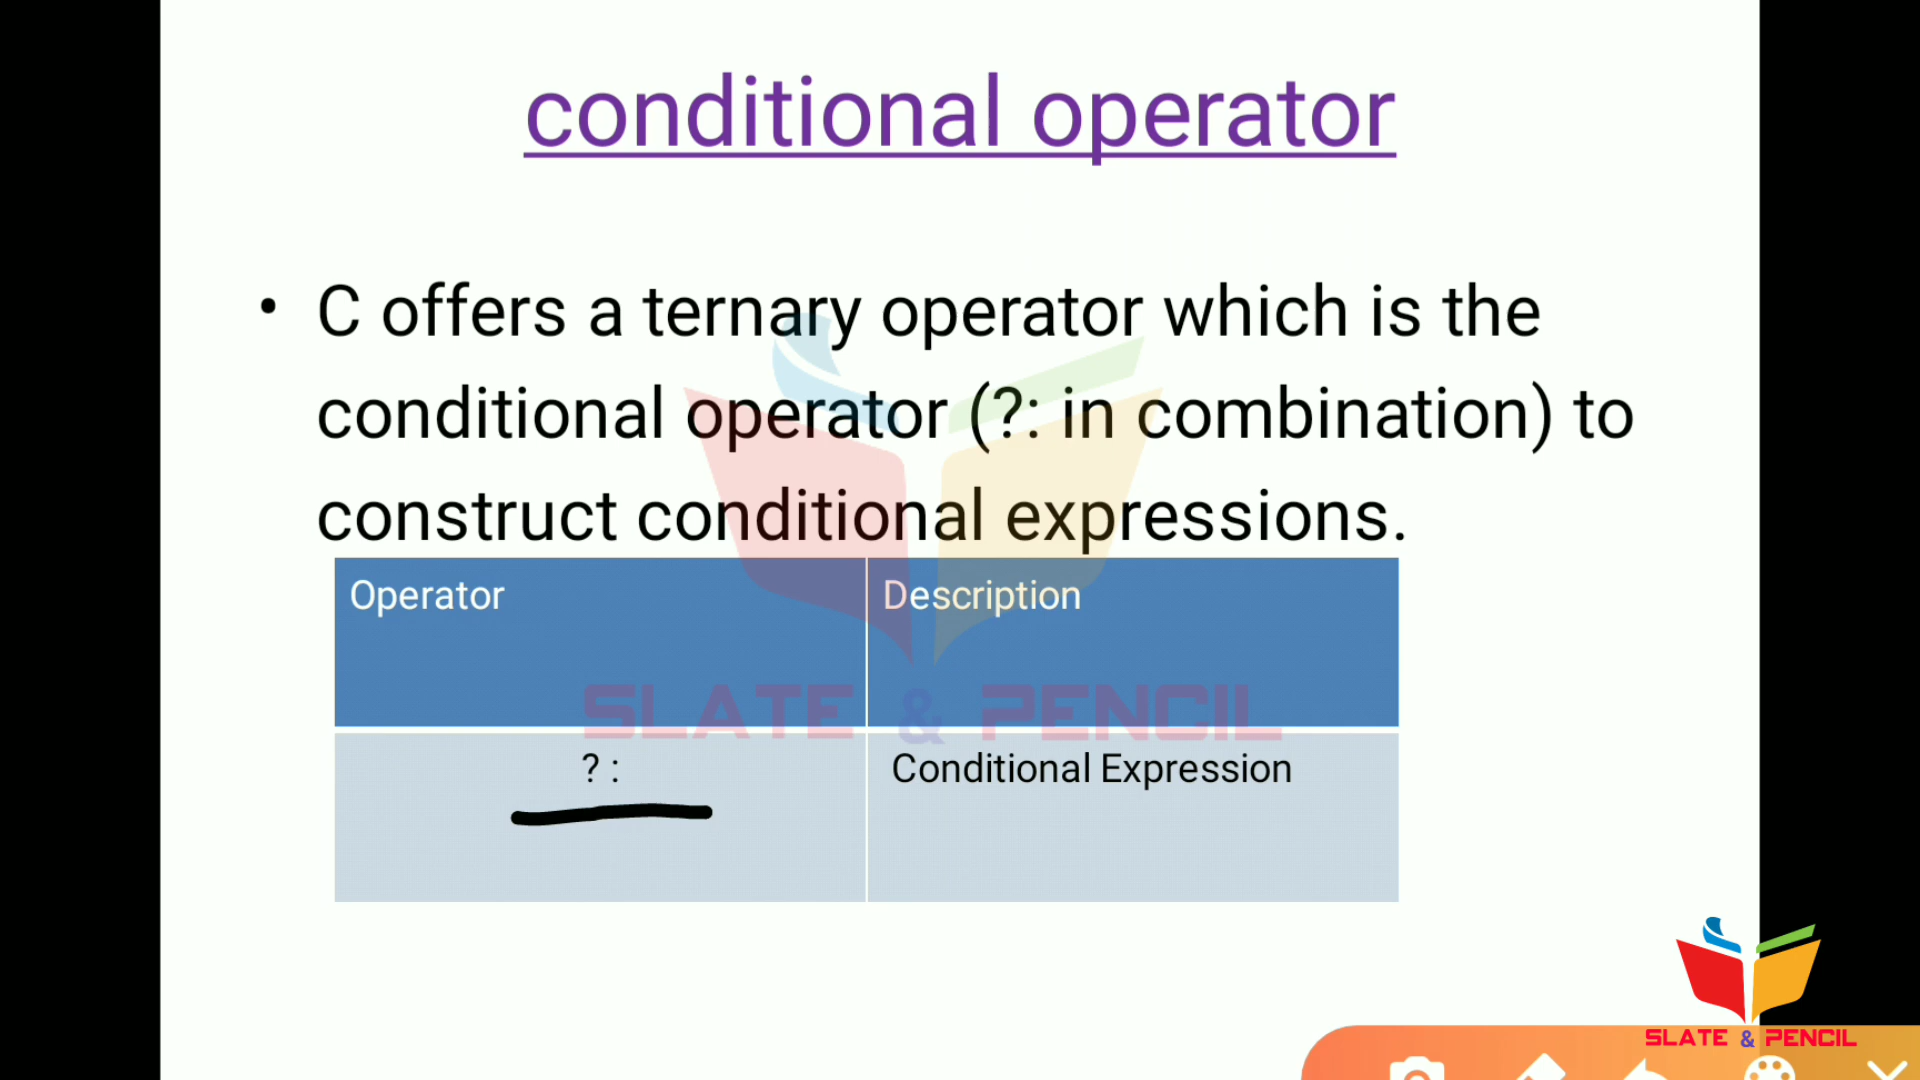 conditional operator
• C offers a ternary operator which is the
conditional operator (?: in combination) to
construct conditional expressions.
Operator Description
SLATE & PENCIL
? : Conditional Expression
SLATE & PENCIL